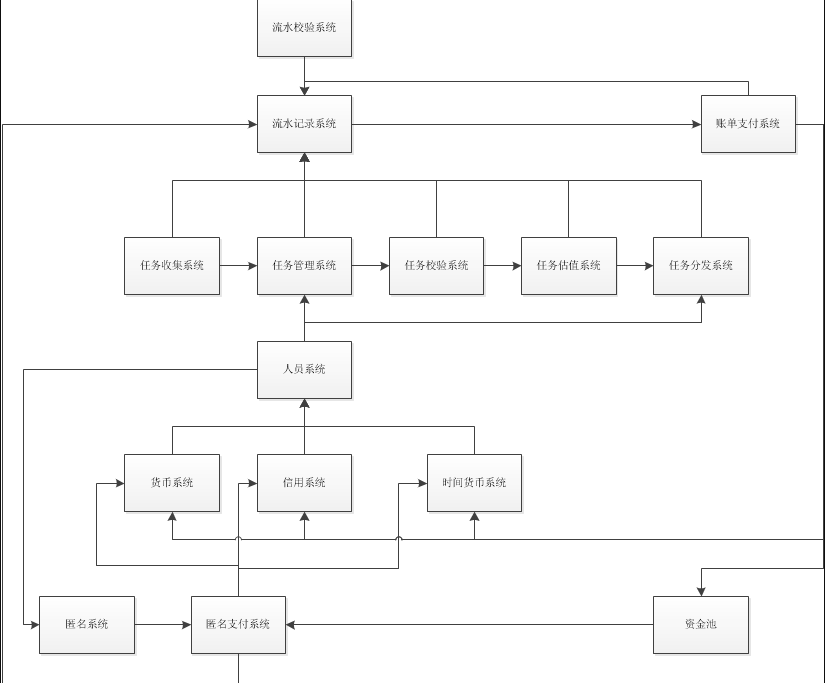 流水校验系统
流水记录系统
账单支付系统
任务收集系统
任务管理系统
任务校验系统
任务估值系统
任务分发系统
人员系统
货币系统
信用系统
时间货币系统
匿名系统
匿名支付系统
资金池